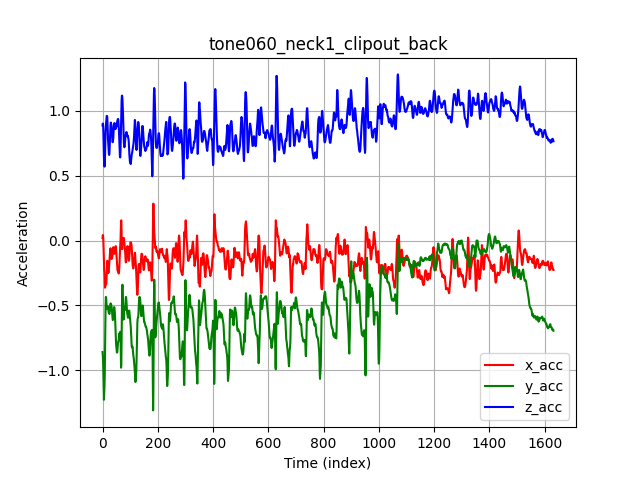 tone060_neck1_clipout_back
Acceleration
1.0
0.5
0.0
−0.5
−1.0
0 200 400 600 800 1000 1200 1400 1600
Time (index)
x_acc
y_acc
z_acc